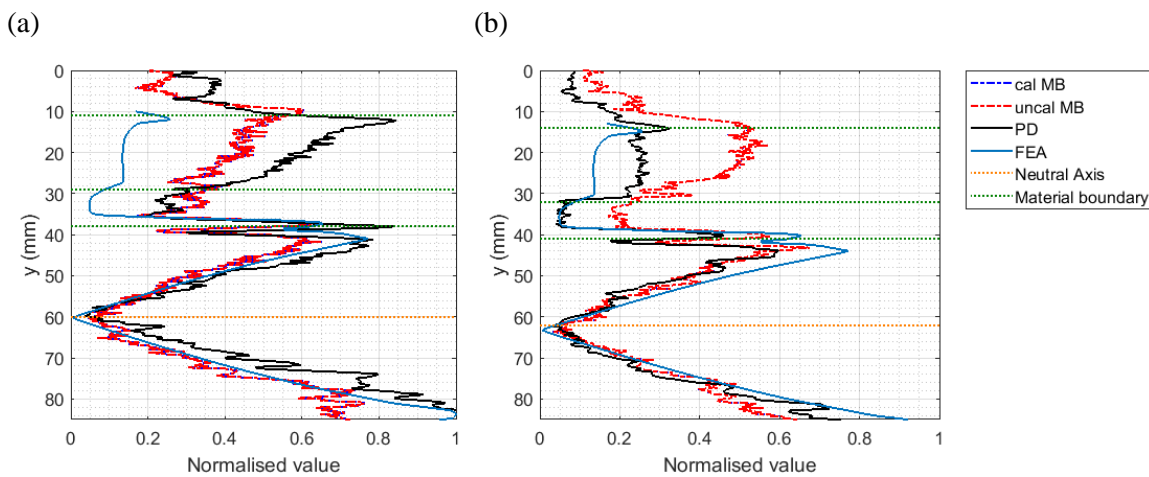 (a)
(b)
0
10
20
30
40
50
60
70
80
y (mm)
0
0.2
0.4
0.6
0.8
1
Normalised value
0
10
20
30
40
50
60
70
80
y (mm)
0
0.2
0.4
0.6
0.8
1
Normalised value
cal MB
uncal MB
PD
FEA
Neutral Axis
Material boundary